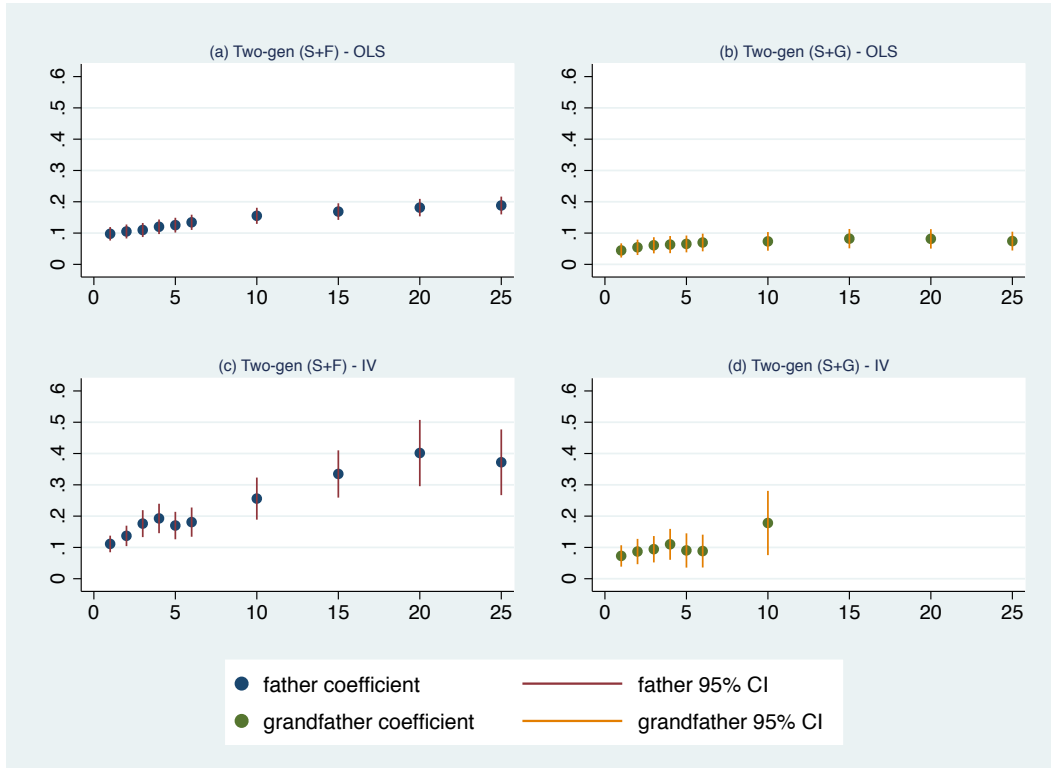 (a) Two-gen (S+F) - OLS
.6
.5
.4
.3
.2
.1
0
0 5 10 15 20 25
(b) Two-gen (S+G) - OLS
.6
.5
.4
.3
.2
.1
0
0 5 10 15 20 25
(c) Two-gen (S+F) - IV
.6
.5
.4
.3
.2
.1
0
0 5 10 15 20 25
(d) Two-gen (S+G) - IV
.6
.5
.4
.3
.2
.1
0
0 5 10 15 20 25
father coefficient father 95% CI
grandfather coefficient grandfather 95% CI